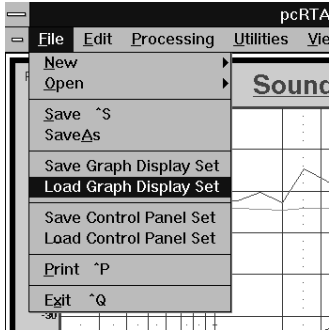 pcRTA
File Edit Processing Utilities Vie
New
Open
Sound
Save ^S
SaveAs
Save Graph Display Set
Load Graph Display Set
Save Control Panel Set
Load Control Panel Set
Print ^P
Exit ^Q
-30